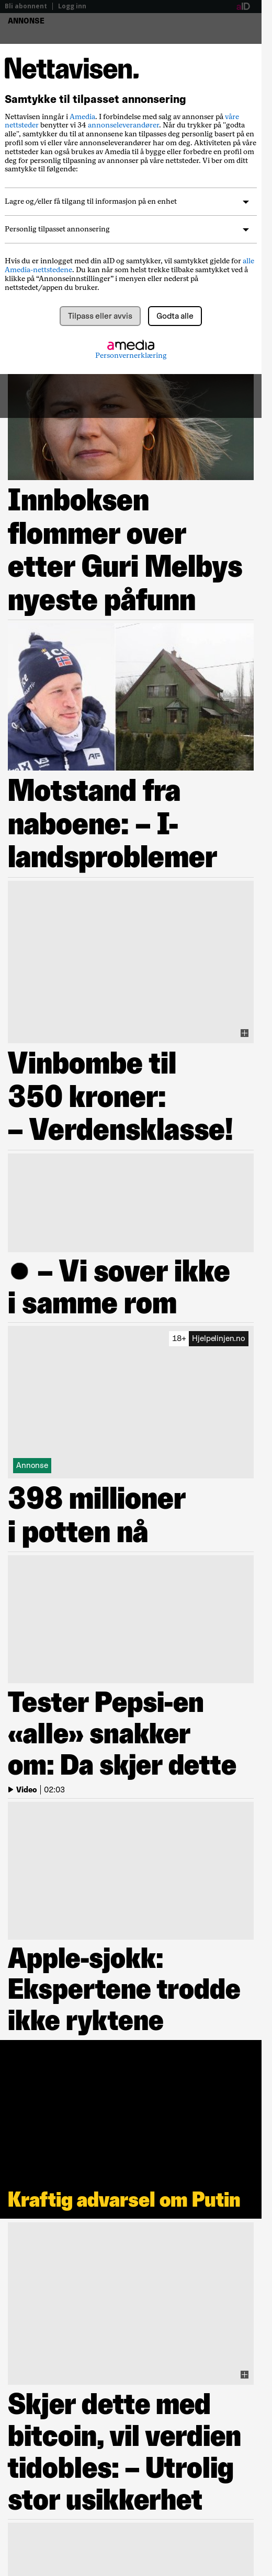 Bli abonnent | Logg inn
aID
ANNONSE
Nettavisen.
Samtykke til tilpasset annonsering
Nettavisen inngår i Amedia. I forbindelse med salg av annonser på våre
nettsteder benytter vi 34 annonseleverandører. Når du trykker på "godta
alle", samtykker du til at annonsene kan tilpasses deg personlig basert på en
profil som vi eller våre annonseleverandører har om deg. Aktiviteten på våre
nettsteder kan også brukes av Amedia til å bygge eller forbedre en profil om
deg for personlig tilpasning av annonser på våre nettsteder. Vi ber om ditt
samtykke til følgende:
Lagre og/eller få tilgang til informasjon på en enhet
Personlig tilpasset annonsering
Hvis du er innlogget med din aID og samtykker, vil samtykket gjelde for alle
Amedia-nettstedene. Du kan når som helst trekke tilbake samtykket ved å
klikke på “Annonseinnstillinger” i menyen eller nederst på
nettstedet/appen du bruker.
Tilpass eller avvis
Godta alle
amedia
Personvernerklæring
Innboksen
flommer over
etter Guri Melbys
nyeste påfunn
Motstand fra
naboene: – I-
landsproblemer
Vinbombe til
350 kroner:
– Verdensklasse!
● – Vi sover ikke
i samme rom
18+ Hjelpelinjen.no
Annonse
398 millioner
i potten nå
Tester Pepsi-en
«alle» snakker
om: Da skjer dette
Video | 02:03
Apple-sjokk:
Ekspertene trodde
ikke ryktene
Kraftig advarsel om Putin
Skjer dette med
bitcoin, vil verdien
tidobles: – Utrolig
stor usikkerhet